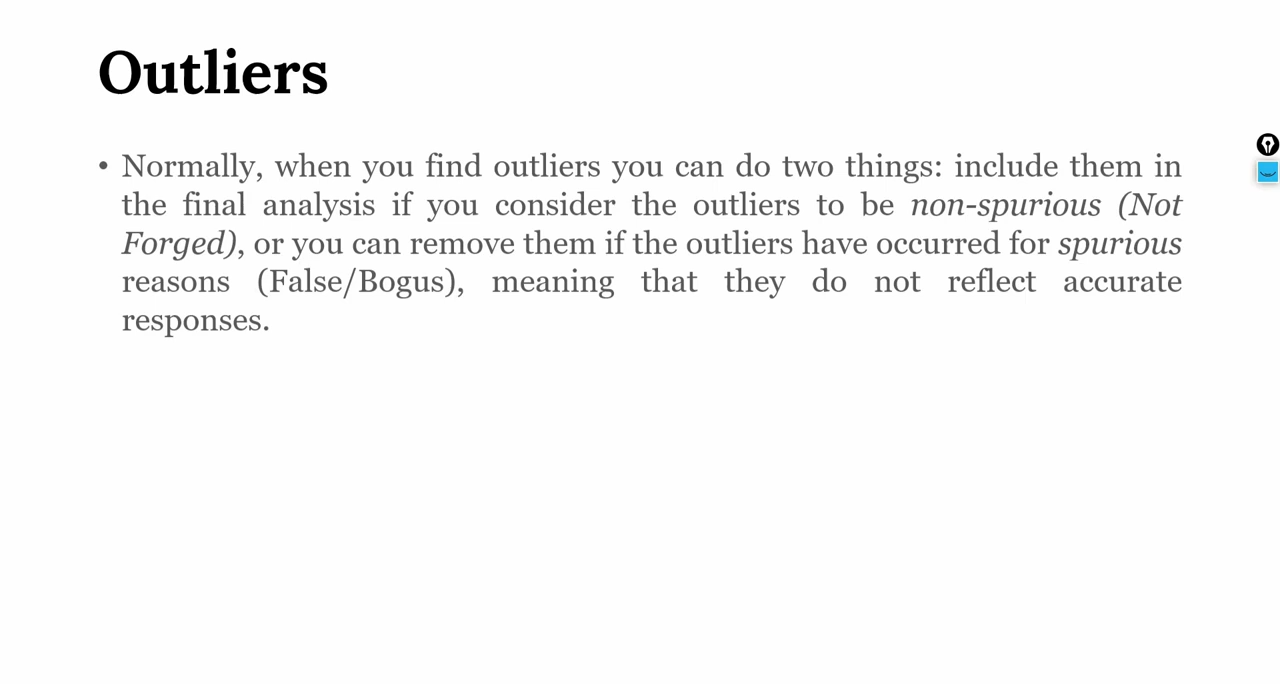 Outliers
• Normally, when you find outliers you can do two things: include them in
the final analysis if you consider the outliers to be non-spurious (Not
Forged), or you can remove them if the outliers have occurred for spurious
reasons (False/Bogus), meaning that they do not reflect accurate
responses.